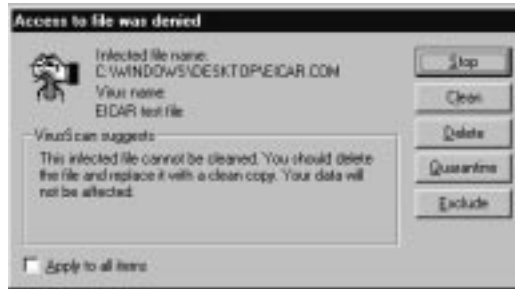 Access to file was denied
Infected file name:
C:\WINDOWS\DESKTOP\EICAR.COM
Virus name:
EICAR test file
VirusScan suggests
This infected file cannot be cleaned. You should delete
the file and replace it with a clean copy. Your data will
not be affected.
Apply to all items
Stop
Clean
Delete
Quarantine
Exclude